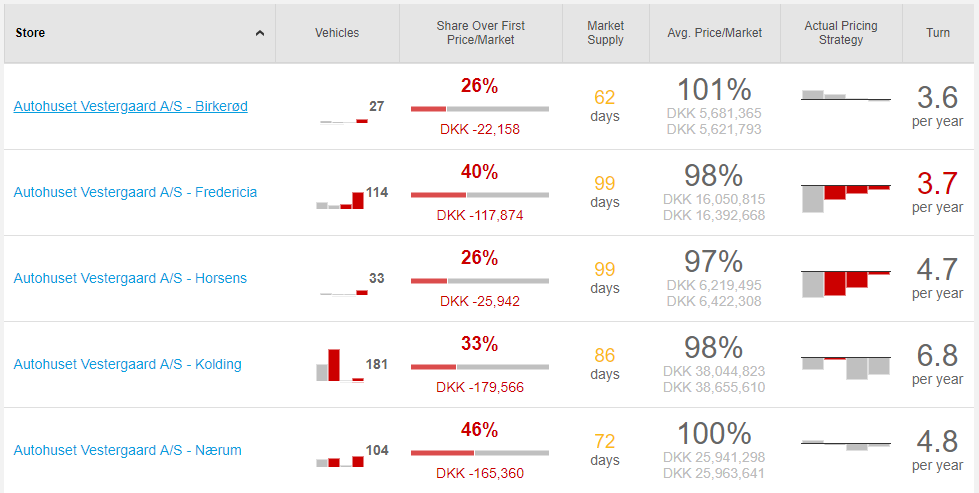 Store
Vehicles
Share Over First
Price/Market
Market
Supply
Avg. Price/Market
Actual Pricing
Strategy
Turn
Autohuset Vestergaard A/S - Birkerød
27
26%
DKK -22,158
62
days
101%
DKK 5,681,365
DKK 5,621,793
3.6
per year
Autohuset Vestergaard A/S - Fredericia
114
40%
DKK -117,874
99
days
98%
DKK 16,050,815
DKK 16,392,668
3.7
per year
Autohuset Vestergaard A/S - Horsens
33
26%
DKK -25,942
99
days
97%
DKK 6,219,495
DKK 6,422,308
4.7
per year
Autohuset Vestergaard A/S - Kolding
181
33%
DKK -179,566
86
days
98%
DKK 38,044,823
DKK 38,655,610
6.8
per year
Autohuset Vestergaard A/S - Nærum
104
46%
DKK -165,360
72
days
100%
DKK 25,941,298
DKK 25,963,641
4.8
per year